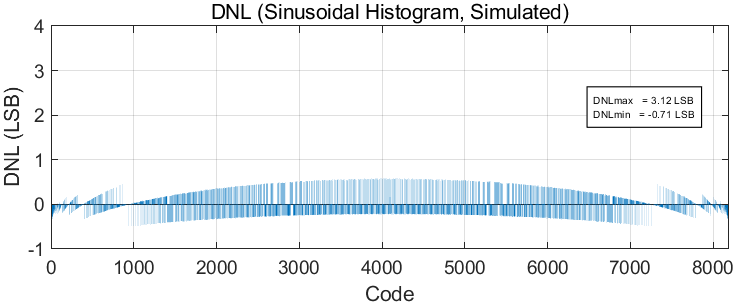 DNL (Sinusoidal Histogram, Simulated)
4
3
2
1
0
-1
DNL (LSB)
DNLmax = 3.12 LSB
DNLmin = -0.71 LSB
0 1000 2000 3000 4000 5000 6000 7000 8000
Code